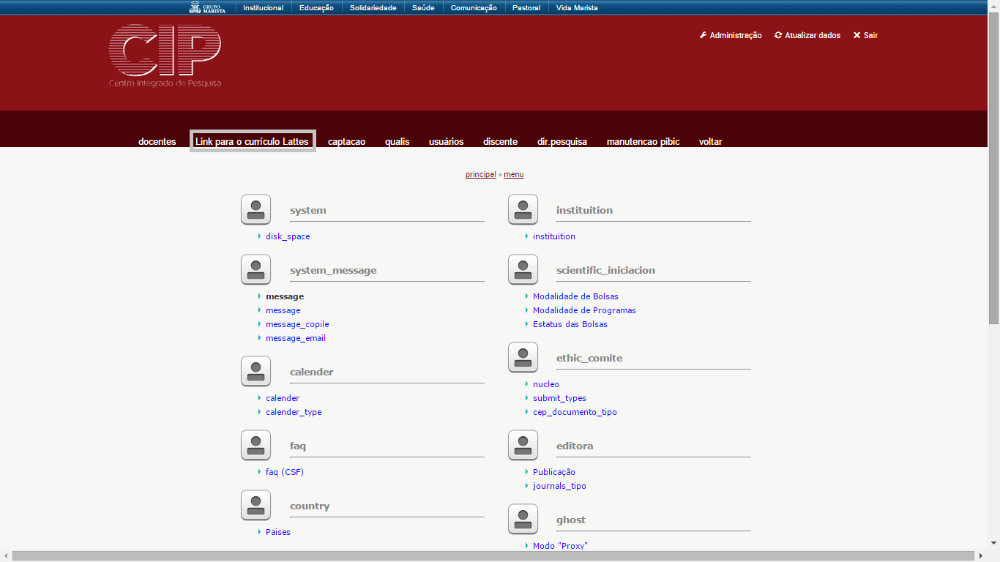 GRUPO MARISTA Institucional Educação Solidariedade Saúde Comunicação Pastoral Vida Marista
Administração Atualizar dados Sair
CIP
Centro Integrado de Pesquisa
docentes Link para o currículo Lattes captacao qualis usuários discente dir.pesquisa manutencao pibic voltar
principal » menu
system
disk_space
system_message
message
message
message_copile
message_email
calender
calender
calender_type
faq
faq (CSF)
country
Paises
instituition
instituition
scientific_iniciacion
Modalidade de Bolsas
Modalidade de Programas
Estatus das Bolsas
ethic_comite
nucleo
submit_types
cep_documento_tipo
editora
Publicação
journals_tipo
ghost
Modo "Proxy"